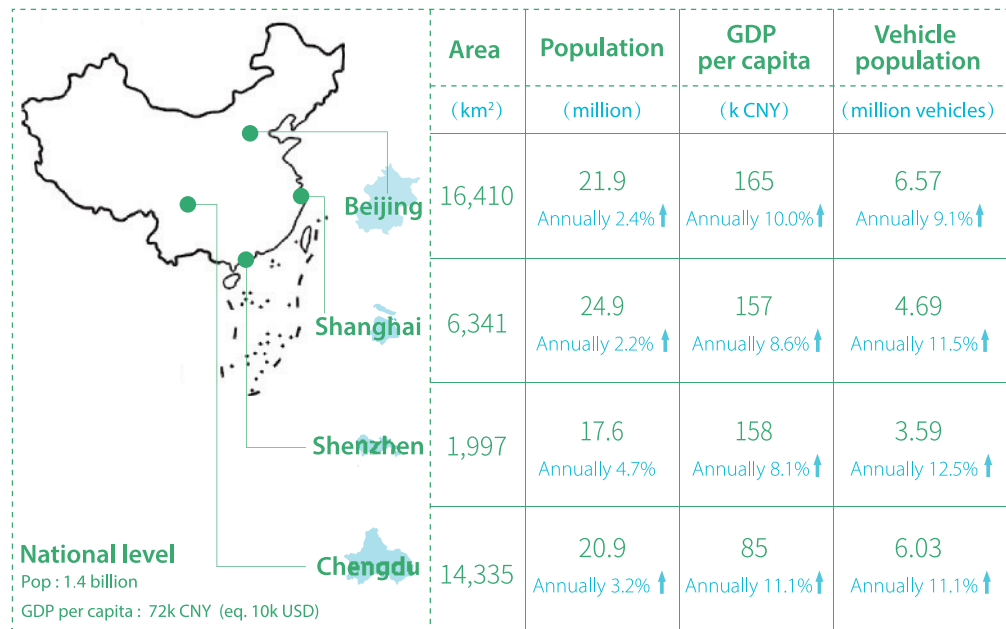 Area
Population
GDP
per capita
Vehicle
population
（km²）
（million）
（k CNY）
（million vehicles）
Beijing
16,410
21.9
Annually 2.4%
165
Annually 10.0%
6.57
Annually 9.1%
Shanghai
6,341
24.9
Annually 2.2%
157
Annually 8.6%
4.69
Annually 11.5%
Shenzhen
1,997
17.6
Annually 4.7%
158
Annually 8.1%
3.59
Annually 12.5%
Chengdu
14,335
20.9
Annually 3.2%
85
Annually 11.1%
6.03
Annually 11.1%
National level
Pop : 1.4 billion
GDP per capita : 72k CNY (eq. 10k USD)